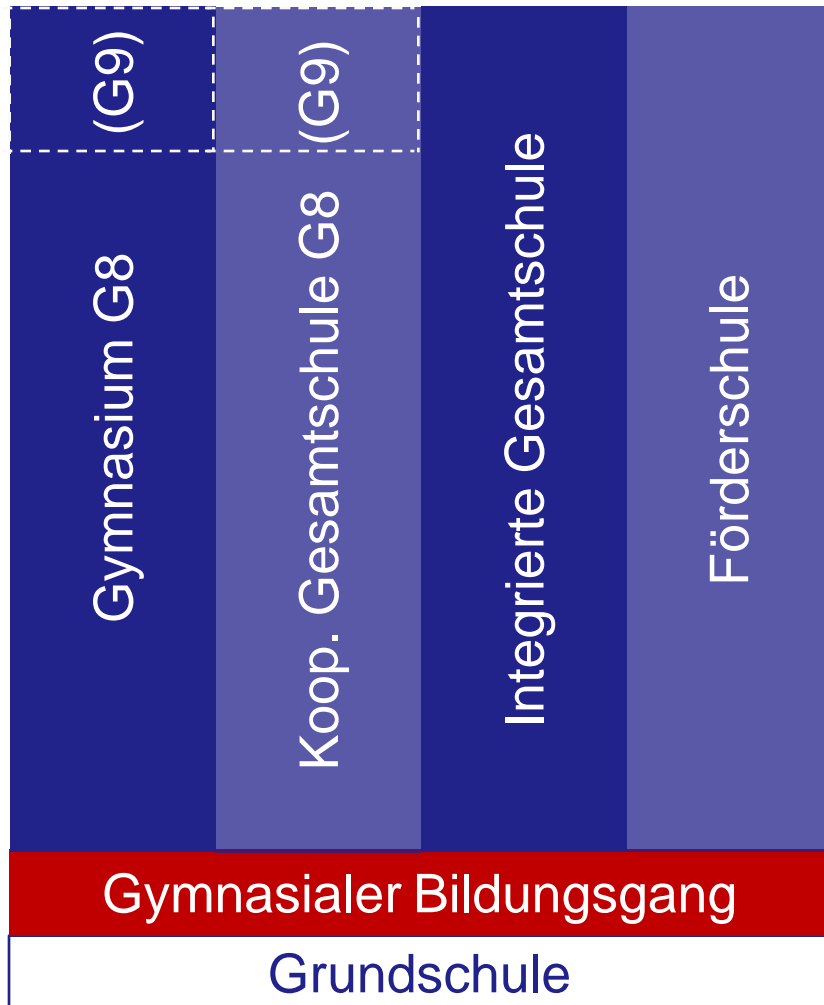 (G9)
Gymnasium G8
(G9)
Koop. Gesamtschule G8
Integrierte Gesamtschule
Förderschule
Gymnasialer Bildungsgang
Grundschule